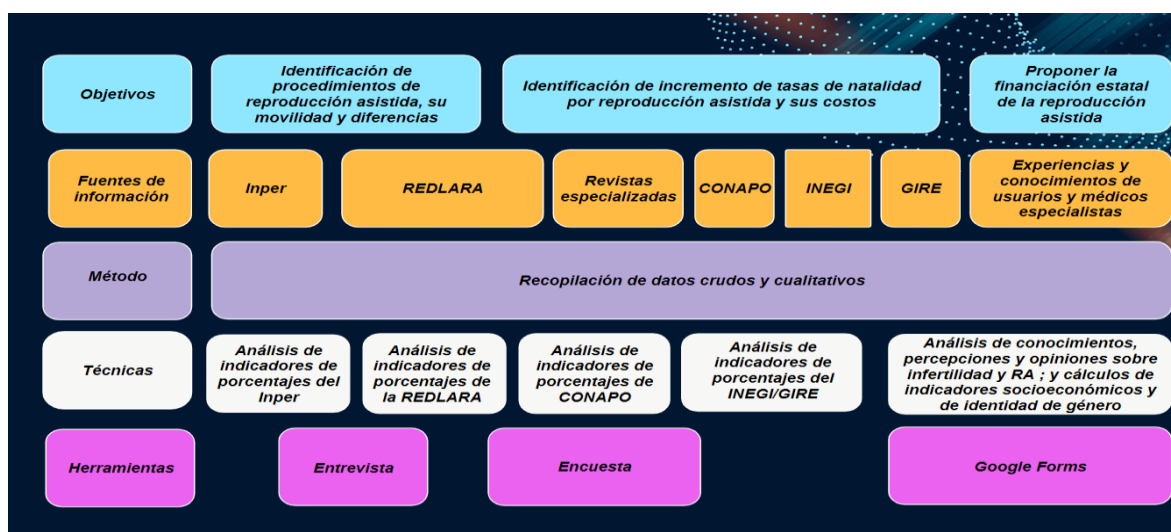 Objetivos
Identificación de
procedimientos de
reproducción asistida, su
movilidad y diferencias
Identificación de incremento de tasas de natalidad
por reproducción asistida y sus costos
Proponer la
financiación estatal
de la reproducción
asistida
Fuentes de
información
Inper
REDLARA
Revistas
especializadas
CONAPO
INEGI
GIRE
Experiencias y
conocimientos de
usuarios y médicos
especialistas
Método
Recopilación de datos crudos y cualitativos
Técnicas
Análisis de
indicadores de
porcentajes del
Inper
Análisis de
indicadores de
porcentajes de
la REDLARA
Análisis de
indicadores de
porcentajes de
CONAPO
Análisis de
indicadores de
porcentajes del
INEGI/GIRE
Análisis de conocimientos,
percepciones y opiniones sobre
infertilidad y RA ; y cálculos de
indicadores socioeconómicos y
de identidad de género
Herramientas
Entrevista
Encuesta
Google Forms